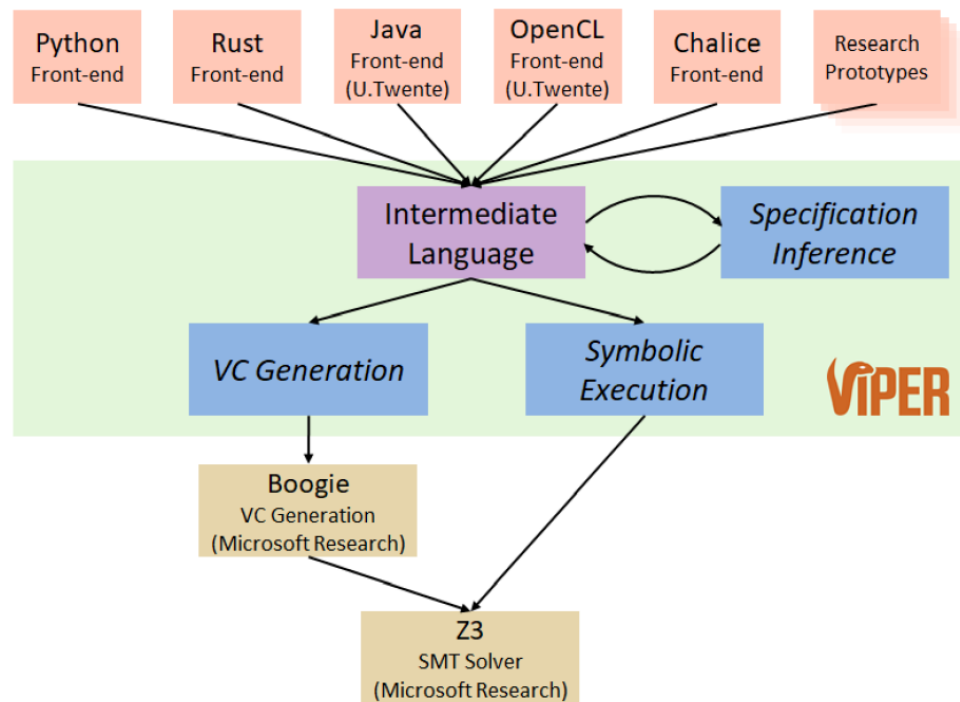 Python
Front-end
Rust
Front-end
Java
Front-end
(U.Twente)
OpenCL
Front-end
(U.Twente)
Chalice
Front-end
Research
Prototypes
Intermediate
Language
Specification
Inference
VC Generation
Symbolic
Execution
VIPER
Boogie
VC Generation
(Microsoft Research)
Z3
SMT Solver
(Microsoft Research)